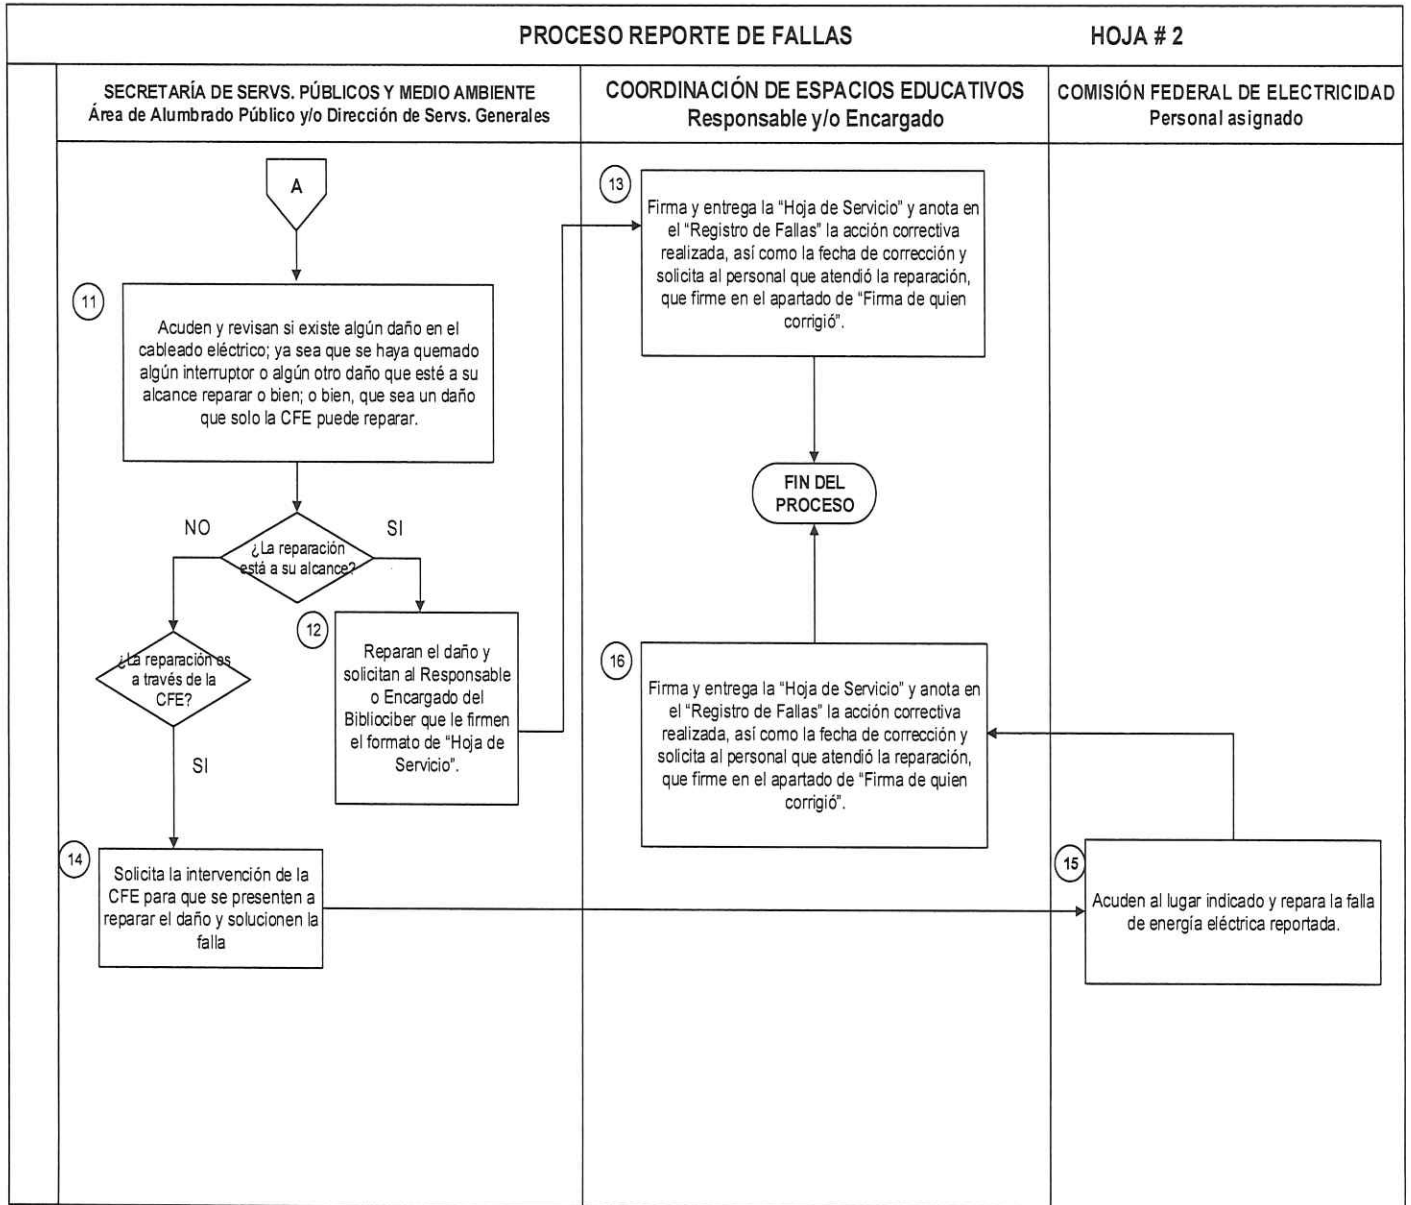 PROCESO REPORTE DE FALLAS HOJA # 2
SECRETARÍA DE SERVS. PÚBLICOS Y MEDIO AMBIENTE
Área de Alumbrado Público y/o Dirección de Servs. Generales
COORDINACIÓN DE ESPACIOS EDUCATIVOS
Responsable y/o Encargado
COMISIÓN FEDERAL DE ELECTRICIDAD
Personal asignado
A
11
Acuden y revisan si existe algún daño en el
cableado eléctrico; ya sea que se haya quemado
algún interruptor o algún otro daño que esté a su
alcance reparar o bien; o bien, que sea un daño
que solo la CFE puede reparar.
¿La reparación
está a su alcance?
NO
SI
12
Reparan el daño y
solicitan al Responsable
o Encargado del
Bibliociber que le firmen
el formato de “Hoja de
Servicio”.
13
Firma y entrega la “Hoja de Servicio” y anota en
el “Registro de Fallas” la acción correctiva
realizada, así como la fecha de corrección y
solicita al personal que atendió la reparación,
que firme en el apartado de “Firma de quien
corrigió”.
FIN DEL
PROCESO
¿La reparación es
a través de la
CFE?
SI
14
Solicita la intervención de la
CFE para que se presenten a
reparar el daño y solucionen la
falla
15
Acuden al lugar indicado y repara la falla
de energía eléctrica reportada.
16
Firma y entrega la “Hoja de Servicio” y anota en
el “Registro de Fallas” la acción correctiva
realizada, así como la fecha de corrección y
solicita al personal que atendió la reparación,
que firme en el apartado de “Firma de quien
corrigió”.